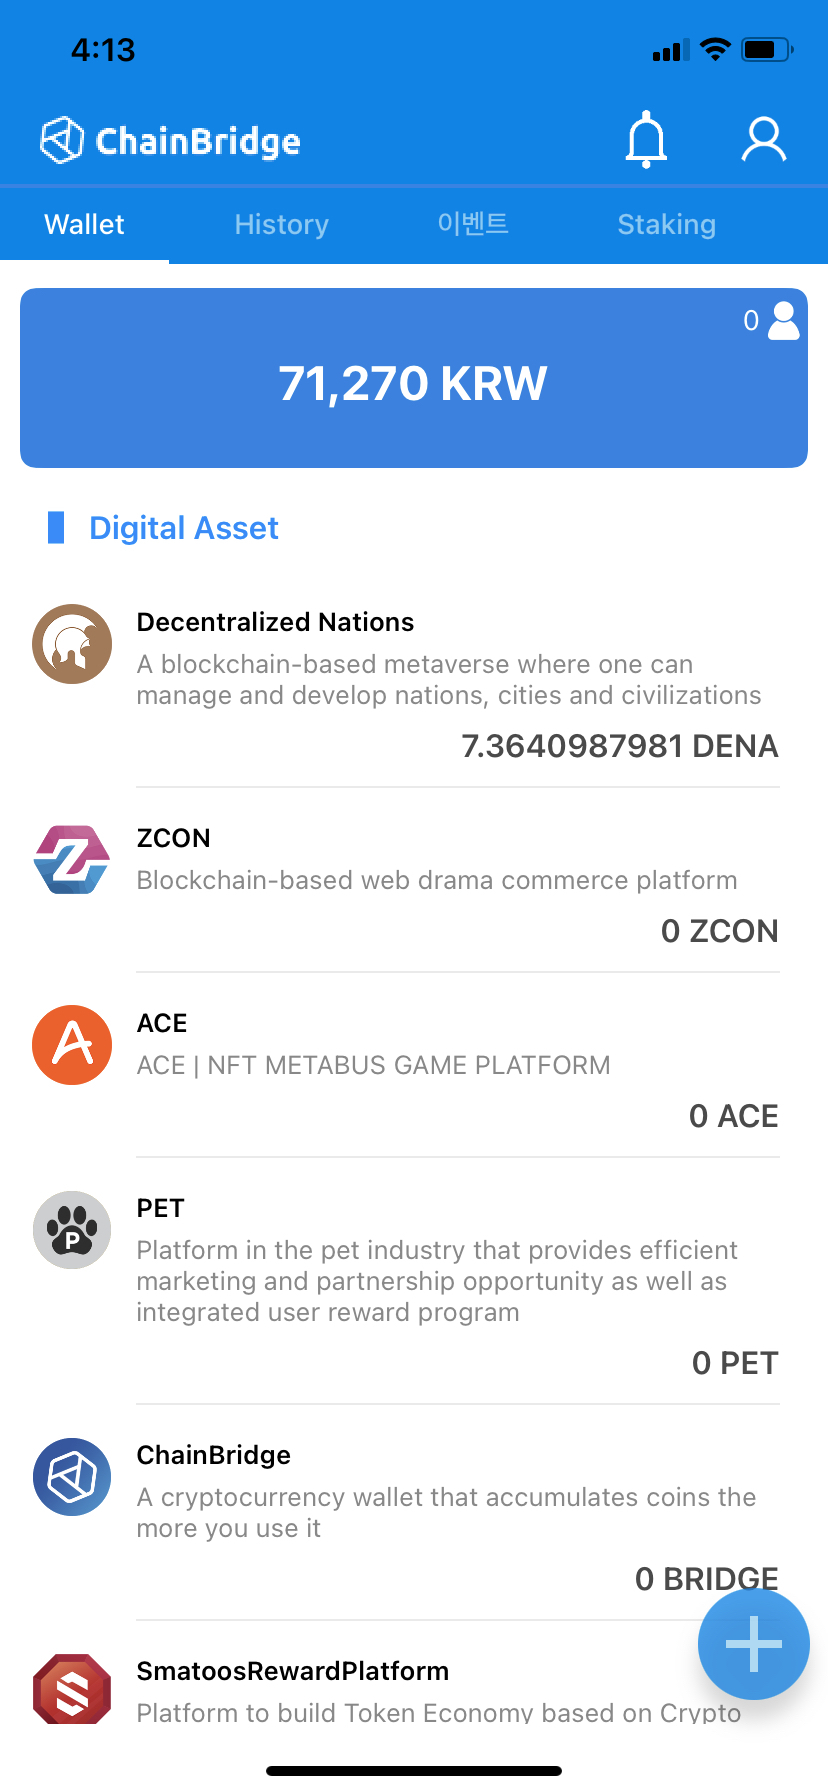 4:13
ChainBridge
Wallet
History
이벤트
Staking
0
71,270 KRW
Digital Asset
Decentralized Nations
A blockchain-based metaverse where one can
manage and develop nations, cities and civilizations
7.3640987981 DENA
ZCON
Blockchain-based web drama commerce platform
0 ZCON
ACE
ACE | NFT METABUS GAME PLATFORM
0 ACE
P
PET
Platform in the pet industry that provides efficient
marketing and partnership opportunity as well as
integrated user reward program
0 PET
ChainBridge
A cryptocurrency wallet that accumulates coins the
more you use it
0 BRIDGE
SmatoosRewardPlatform
Platform to build Token Economy based on Crypto